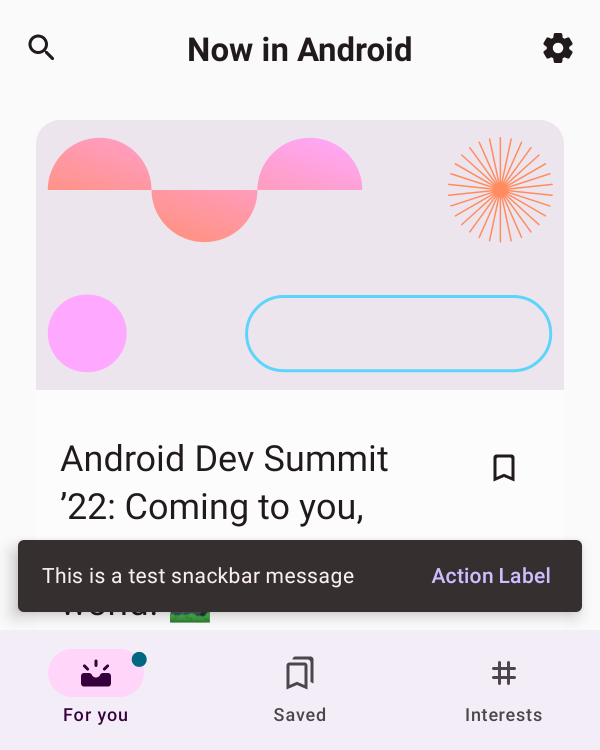 Now in Android
Android Dev Summit
’22: Coming to you,
This is a test snackbar message
Action Label
For you
Saved
Interests